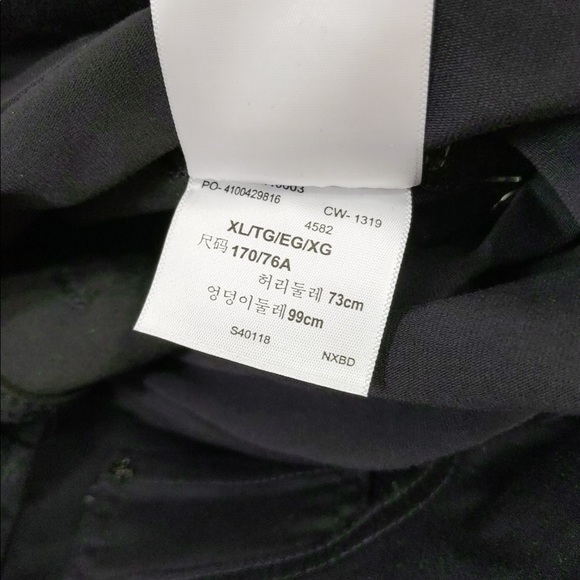 PO- 4100429816
CW- 1319
4582
XL/TG/EG/XG
尺码 170/76A
허리둘레 73cm
엉덩이둘레 99cm
S40118
NXBD